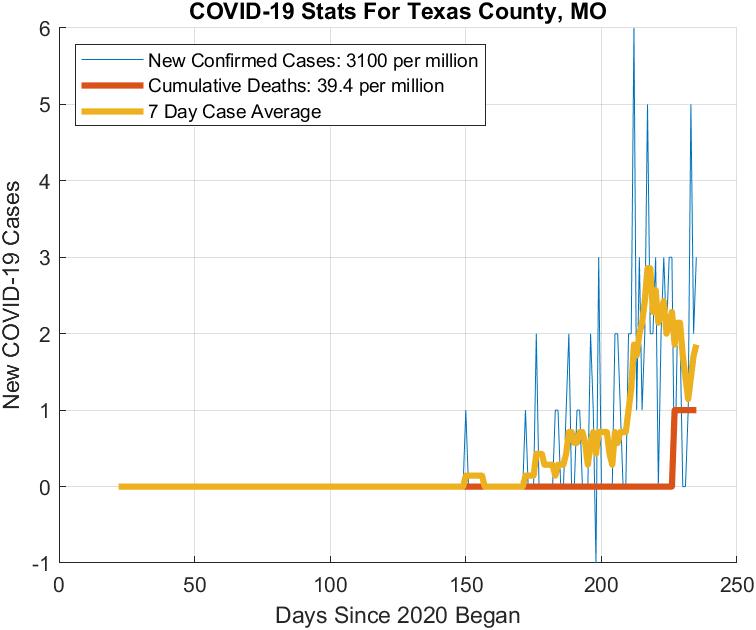 COVID-19 Stats For Texas County, MO
New Confirmed Cases: 3100 per million
Cumulative Deaths: 39.4 per million
7 Day Case Average
New COVID-19 Cases
6
5
4
3
2
1
0
-1
0 50 100 150 200 250
Days Since 2020 Began